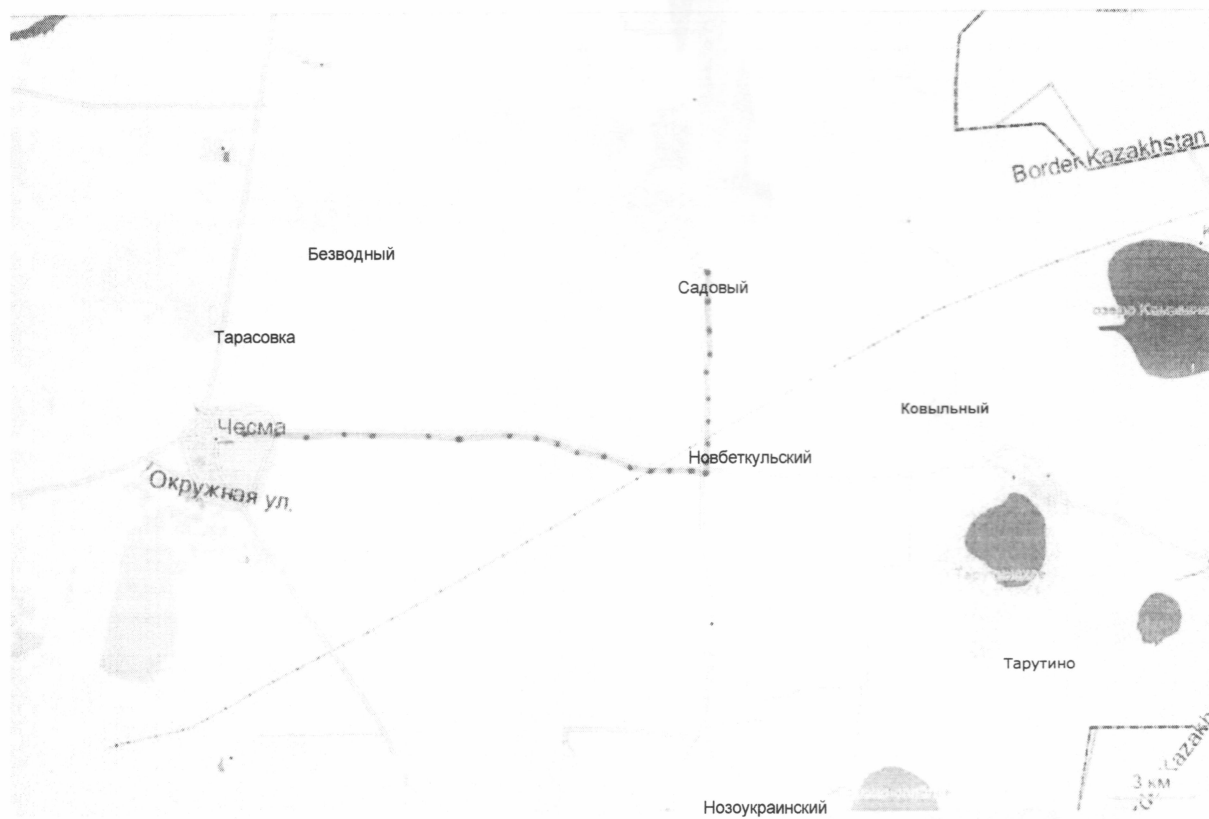 Border Kazakhstan
Безводный
Садовый
Тарасовка
Ковыльный
Чесма
Новбеткульский
Окружная ул.
Тарутино
3 км
Нозоукраинский